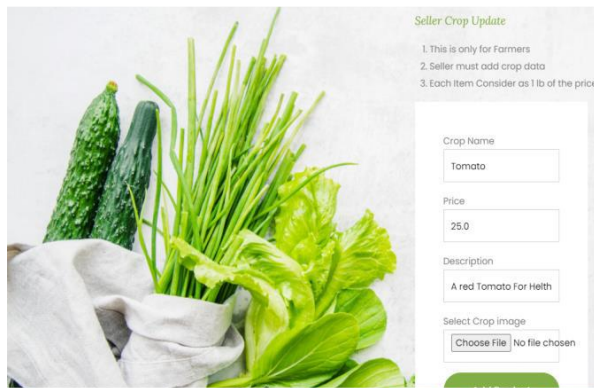 Seller Crop Update
1. This is only for Farmers
2. Seller must add crop data
3. Each Item Consider as 1 lb of the price
Crop Name
Tomato
Price
25.0
Description
A red Tomato For Helth
Select Crop image
Choose File No file chosen